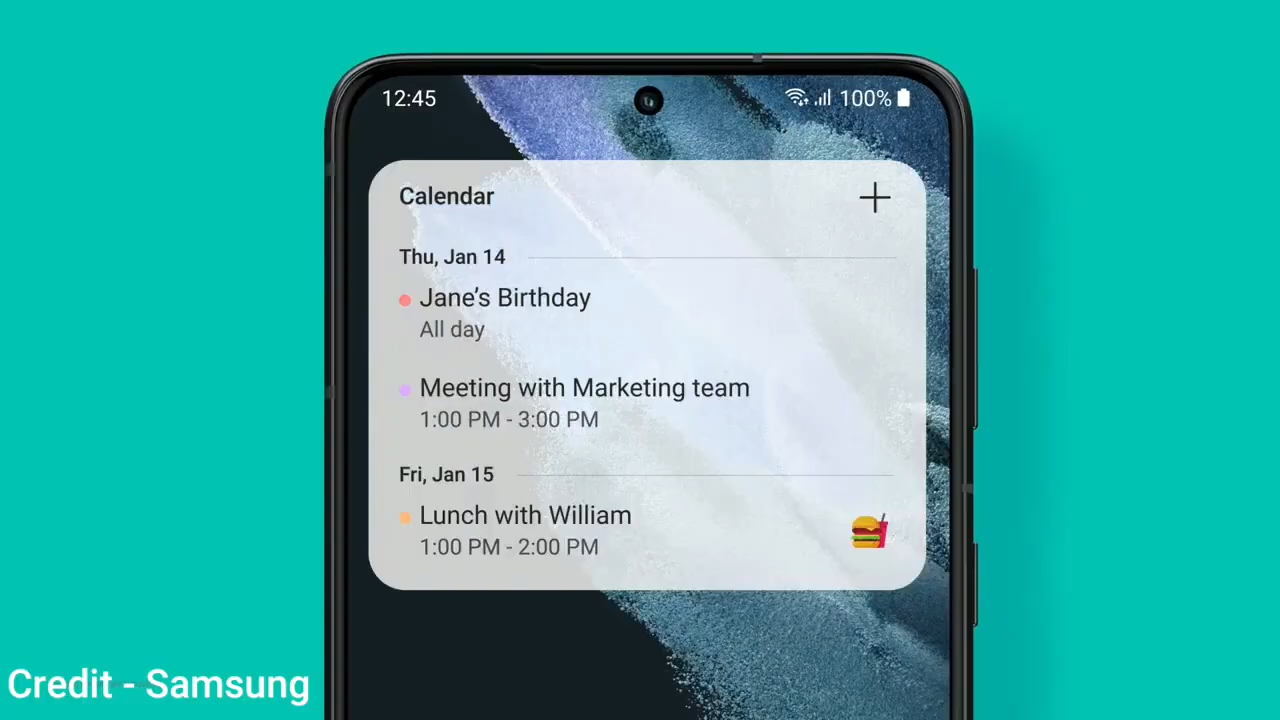 12:45
100%
Calendar
Thu, Jan 14
Jane’s Birthday
All day
Meeting with Marketing team
1:00 PM - 3:00 PM
Fri, Jan 15
Lunch with William
1:00 PM - 2:00 PM
Credit - Samsung